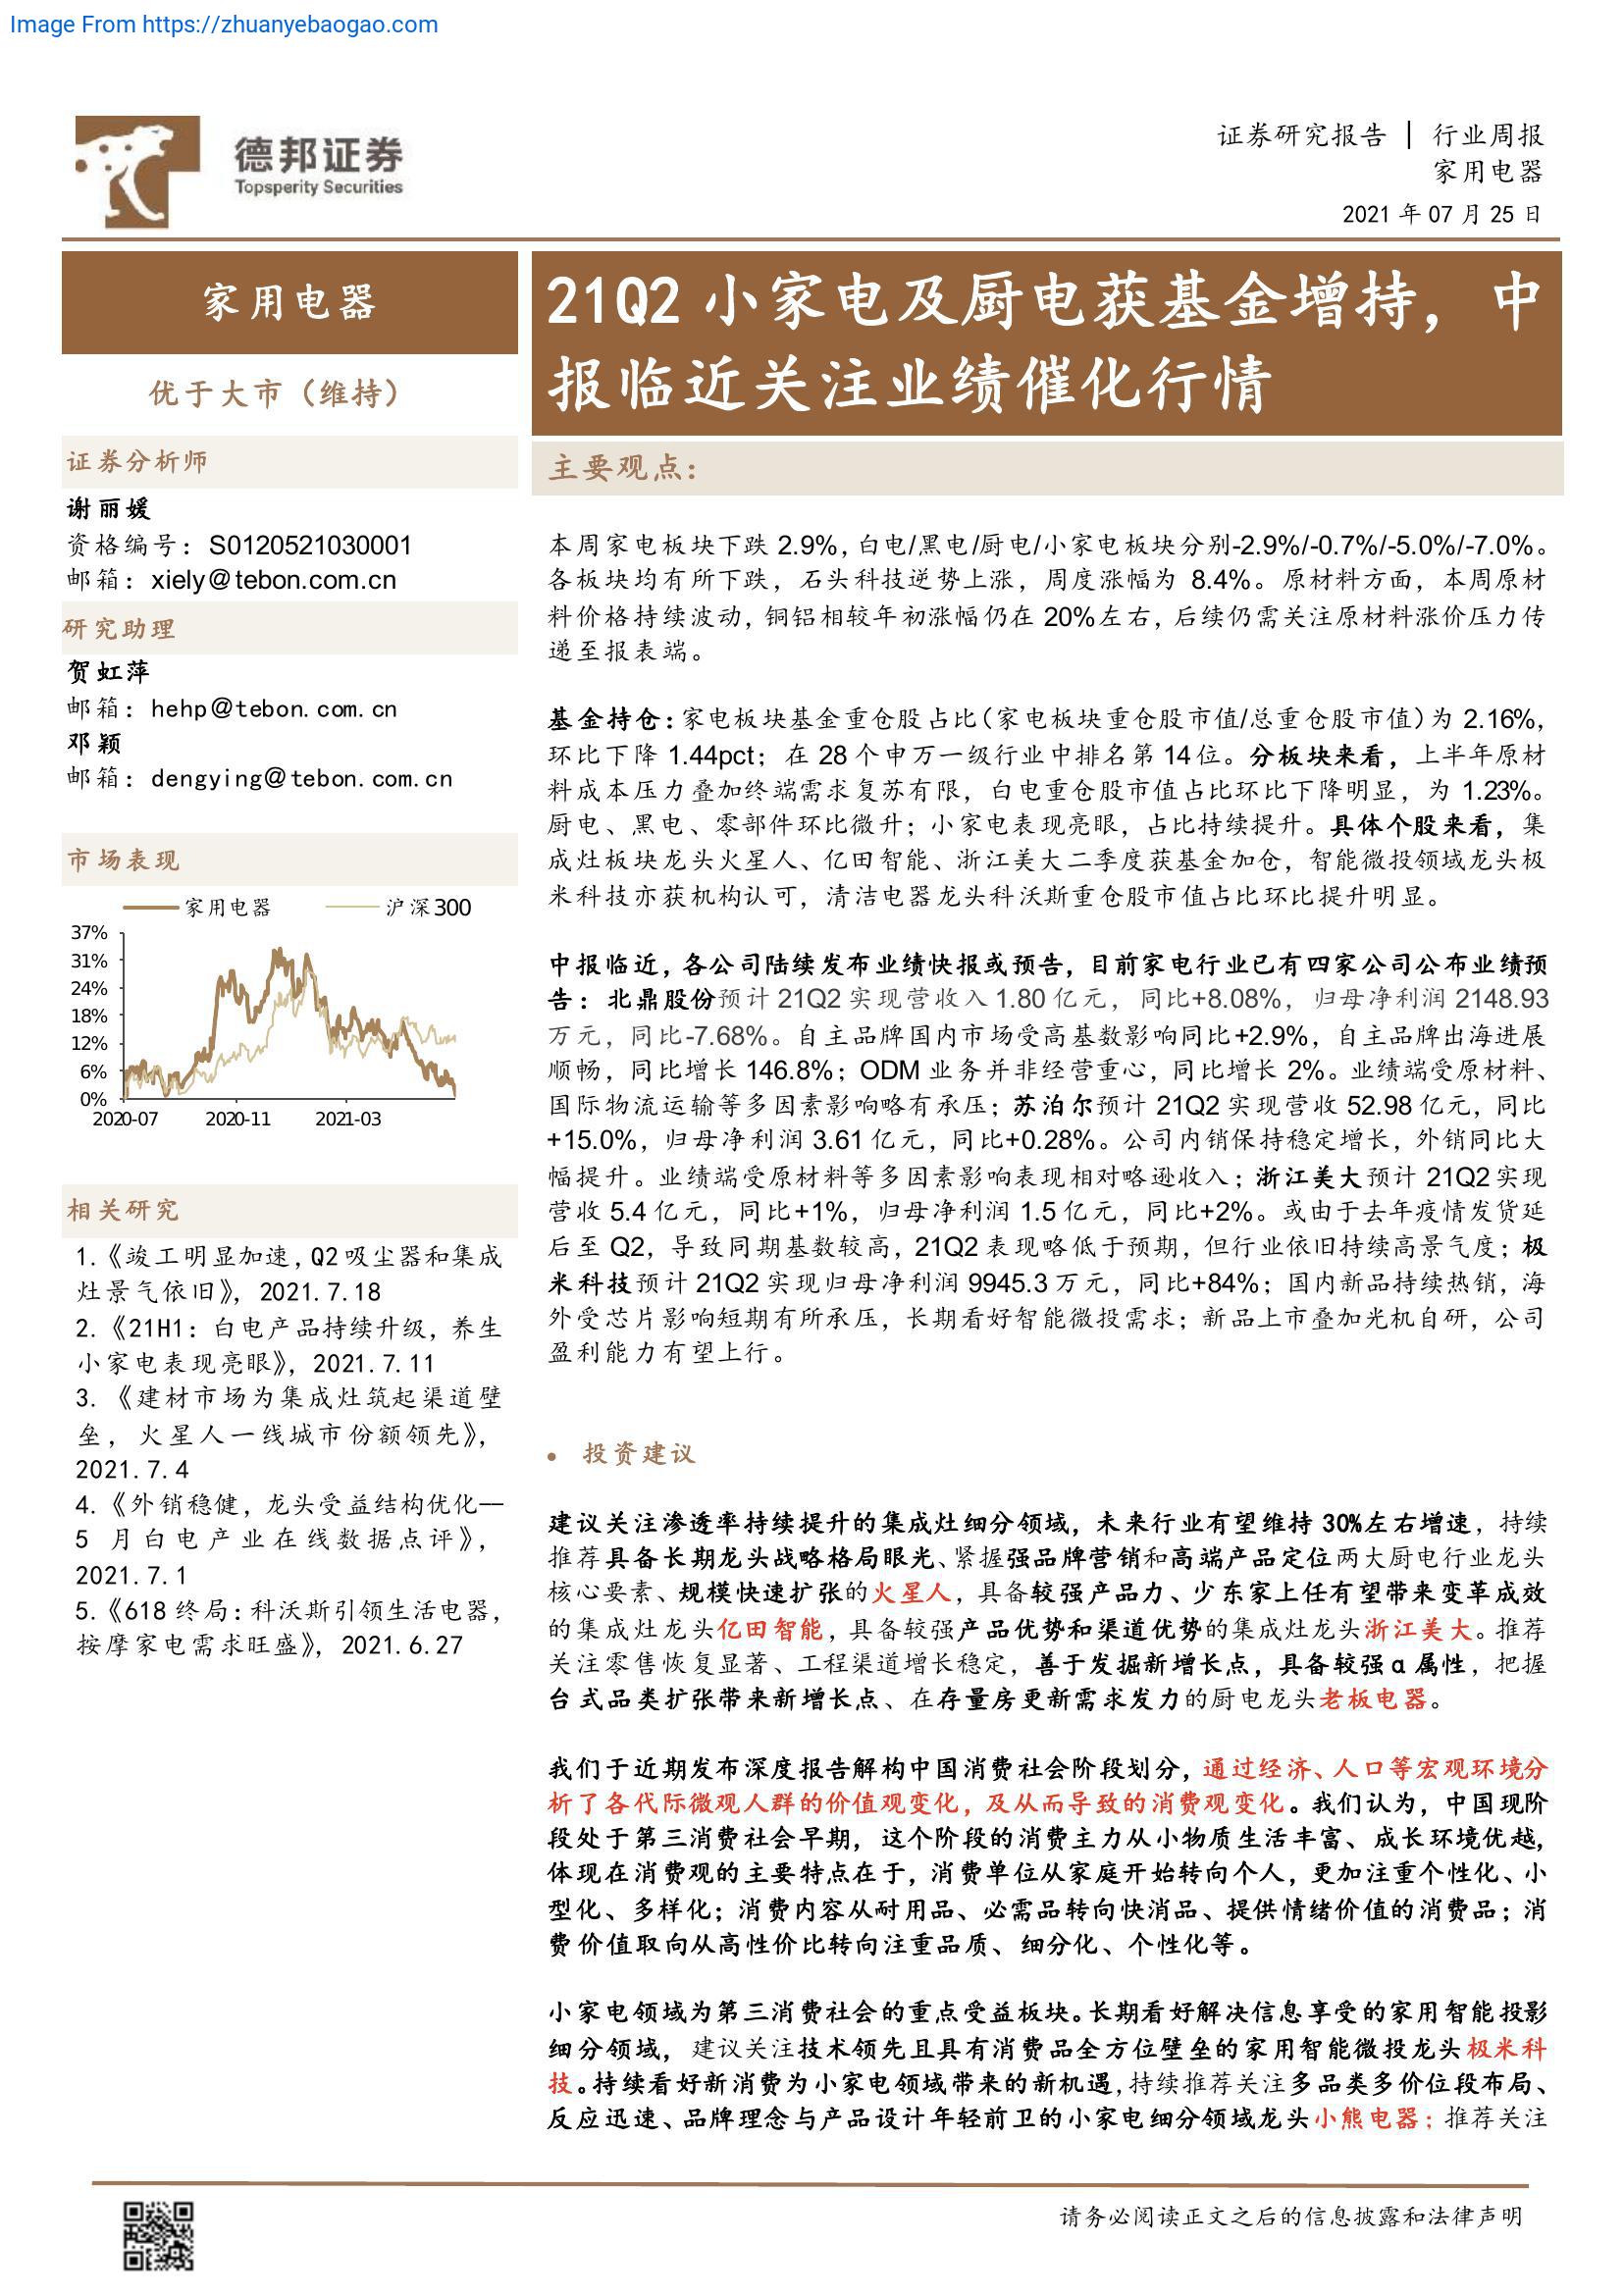 Image From https://zhuanyebaogao.com
德邦证券
Topsperity Securities
证券研究报告 | 行业周报
家用电器
2021 年 07 月 25 日
家用电器
优于大市（维持）
证券分析师
谢丽媛
资格编号：S0120521030001
邮箱：xiely@tebon.com.cn
研究助理
贺虹萍
邮箱：hehp@tebon.com.cn
邓颖
邮箱：dengying@tebon.com.cn
市场表现
家用电器 沪深300
37%
31%
24%
18%
12%
6%
0%
2020-07 2020-11 2021-03
相关研究
1.《竣工明显加速,Q2 吸尘器和集成
灶景气依旧》，2021.7.18
2.《21H1：白电产品持续升级，养生
小家电表现亮眼》，2021.7.11
3.《建材市场为集成灶筑起渠道壁
垒，火星人一线城市份额领先》，
2021.7.4
4.《外销稳健，龙头受益结构优化——
5 月白电产业在线数据点评》，
2021.7.1
5.《618 终局：科沃斯引领生活电器，
按摩家电需求旺盛》，2021.6.27
21Q2 小家电及厨电获基金增持，中
报临近关注业绩催化行情
主要观点：
本周家电板块下跌 2.9%，白电/黑电/厨电/小家电板块分别-2.9%/-0.7%/-5.0%/-7.0%。
各板块均有所下跌，石头科技逆势上涨，周度涨幅为 8.4%。原材料方面，本周原材
料价格持续波动，铜铝相较年初涨幅仍在 20%左右，后续仍需关注原材料涨价压力传
递至报表端。
基金持仓：家电板块基金重仓股占比（家电板块重仓股市值/总重仓股市值）为 2.16%，
环比下降 1.44pct；在 28 个申万一级行业中排名第 14 位。分板块来看，上半年原材
料成本压力叠加终端需求复苏有限，白电重仓股市值占比环比下降明显，为 1.23%。
厨电、黑电、零部件环比微升；小家电表现亮眼，占比持续提升。具体个股来看，集
成灶板块龙头火星人、亿田智能、浙江美大二季度获基金加仓，智能微投领域龙头极
米科技亦获机构认可，清洁电器龙头科沃斯重仓股市值占比环比提升明显。
中报临近，各公司陆续发布业绩快报或预告，目前家电行业已有四家公司公布业绩预
告：北鼎股份预计 21Q2 实现营收入 1.80 亿元，同比+8.08%，归母净利润 2148.93
万元，同比-7.68%。自主品牌国内市场受高基数影响同比+2.9%，自主品牌出海进展
顺畅，同比增长 146.8%；ODM 业务并非经营重心，同比增长 2%。业绩端受原材料、
国际物流运输等多因素影响略有承压；苏泊尔预计 21Q2 实现营收 52.98 亿元，同比
+15.0%，归母净利润 3.61 亿元，同比+0.28%。公司内销保持稳定增长，外销同比大
幅提升。业绩端受原材料等多因素影响表现相对略逊收入；浙江美大预计 21Q2 实现
营收 5.4 亿元，同比+1%，归母净利润 1.5 亿元，同比+2%。或由于去年疫情发货延
后至 Q2，导致同期基数较高，21Q2 表现略低于预期，但行业依旧持续高景气度；极
米科技预计 21Q2 实现归母净利润 9945.3 万元，同比+84%；国内新品持续热销，海
外受芯片影响短期有所承压，长期看好智能微投需求；新品上市叠加光机自研，公司
盈利能力有望上行。
• 投资建议
建议关注渗透率持续提升的集成灶细分领域，未来行业有望维持 30%左右增速，持续
推荐具备长期龙头战略格局眼光、紧握强品牌营销和高端产品定位两大厨电行业龙头
核心要素、规模快速扩张的火星人，具备较强产品力、少东家上任有望带来变革成效
的集成灶龙头亿田智能，具备较强产品优势和渠道优势的集成灶龙头浙江美大。推荐
关注零售恢复显著、工程渠道增长稳定，善于发掘新增长点，具备较强 α 属性，把握
台式品类扩张带来新增长点、在存量房更新需求发力的厨电龙头老板电器。
我们于近期发布深度报告解构中国消费社会阶段划分，通过经济、人口等宏观环境分
析了各代际微观人群的价值观变化，及从而导致的消费观变化。我们认为，中国现阶
段处于第三消费社会早期，这个阶段的消费主力从小物质生活丰富、成长环境优越，
体现在消费观的主要特点在于，消费单位从家庭开始转向个人，更加注重个性化、小
型化、多样化；消费内容从耐用品、必需品转向快消品、提供情绪价值的消费品；消
费价值取向从高性价比转向注重品质、细分化、个性化等。
小家电领域为第三消费社会的重点受益板块。长期看好解决信息享受的家用智能投影
细分领域，建议关注技术领先且具有消费品全方位壁垒的家用智能微投龙头极米科
技。持续看好新消费为小家电领域带来的新机遇，持续推荐关注多品类多价位段布局、
反应迅速、品牌理念与产品设计年轻前卫的小家电细分领域龙头小熊电器；推荐关注
请务必阅读正文之后的信息披露和法律声明